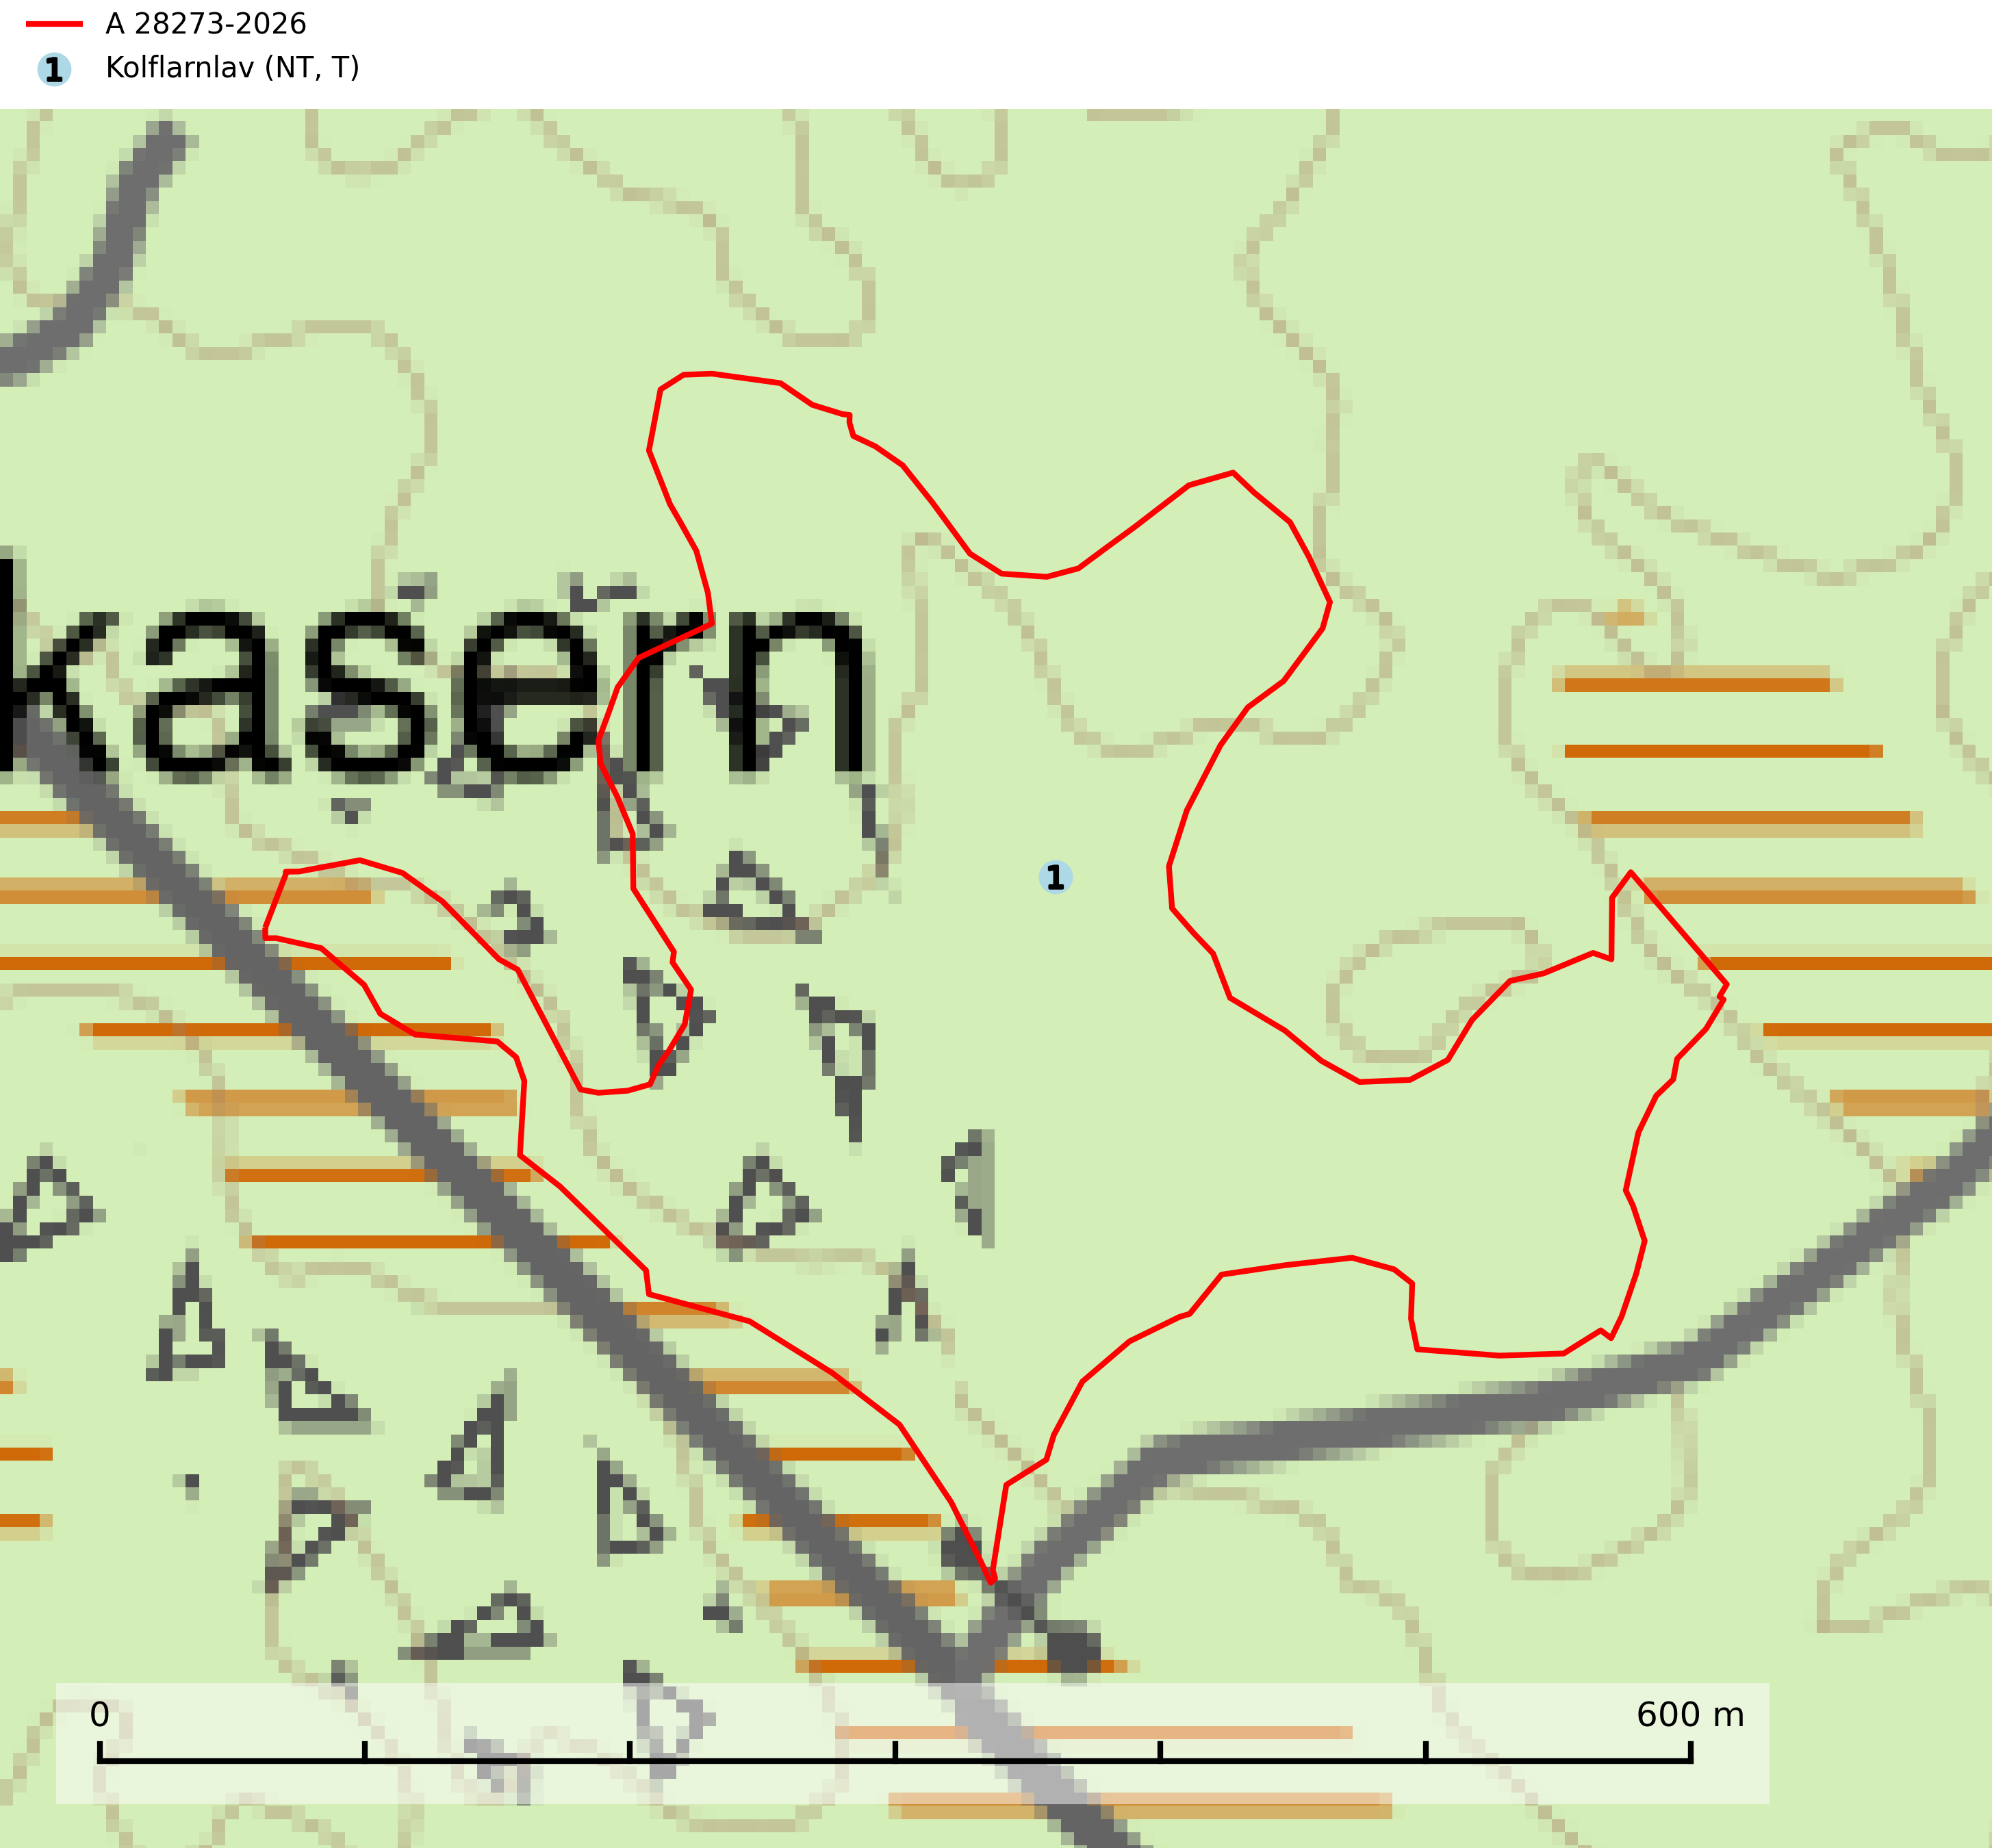 A 28273-2026
1 Kolflarnlav (NT, T)
kasern
1
0 600 m